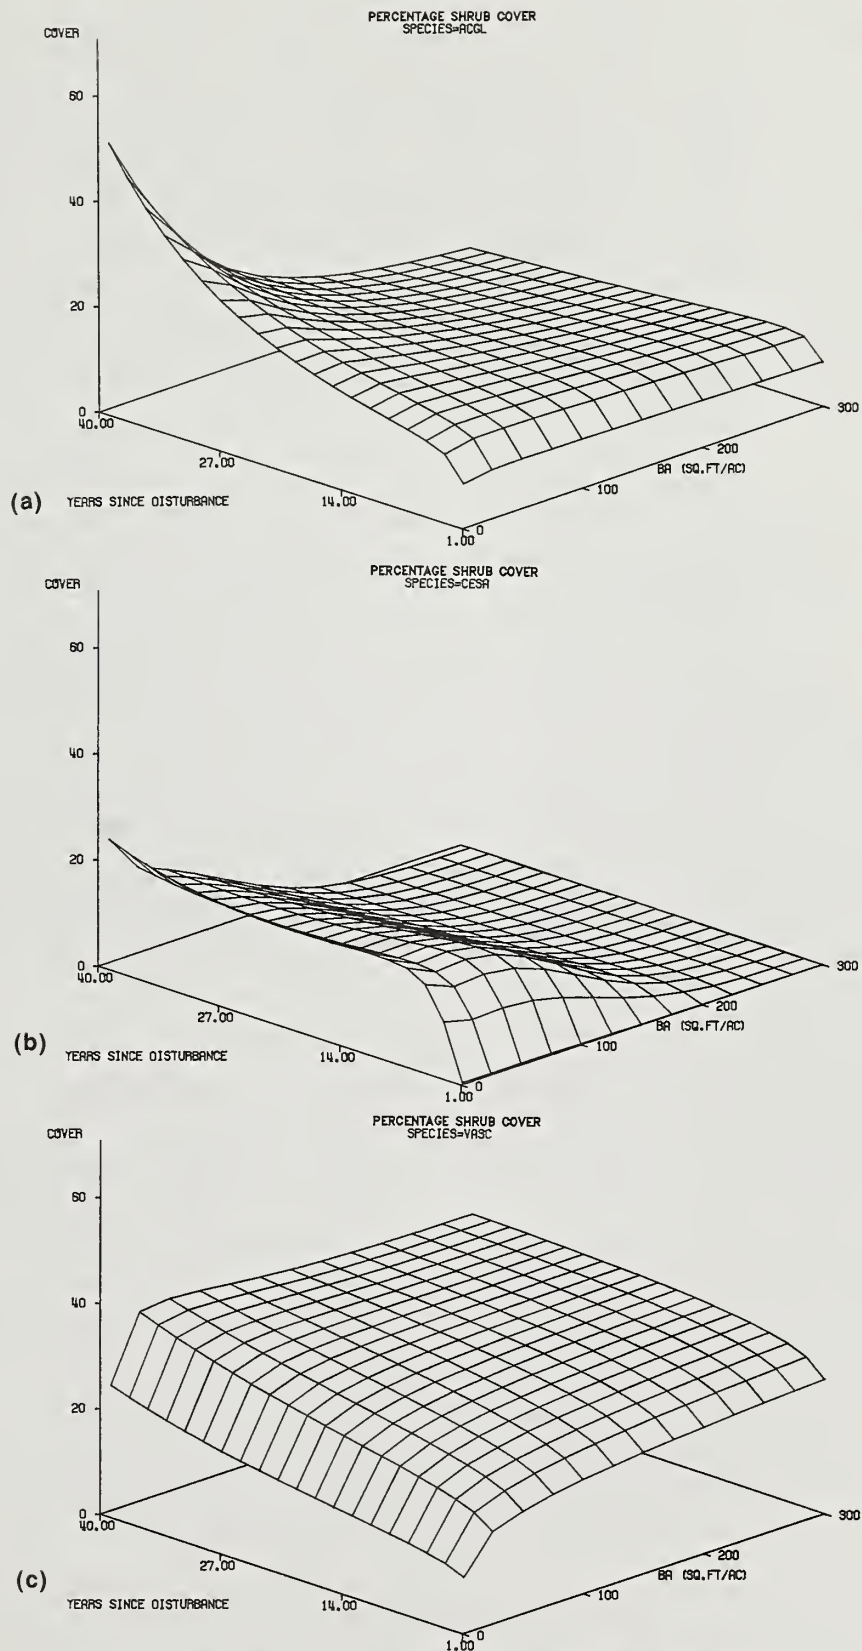 PERCENTAGE SHRUB COVER
SPECIES=ACGL
COVER
60
40
20
0
40.00
27.00
14.00
1.00
0
100
200
300
BA (SQ.FT/AC)
(a) YEARS SINCE DISTURBANCE
PERCENTAGE SHRUB COVER
SPECIES=CESA
COVER
60
40
20
0
40.00
27.00
14.00
1.00
0
100
200
300
BA (SQ.FT/AC)
(b) YEARS SINCE DISTURBANCE
PERCENTAGE SHRUB COVER
SPECIES=VASC
COVER
60
40
20
0
40.00
27.00
14.00
1.00
0
100
200
300
BA (SQ.FT/AC)
(c) YEARS SINCE DISTURBANCE